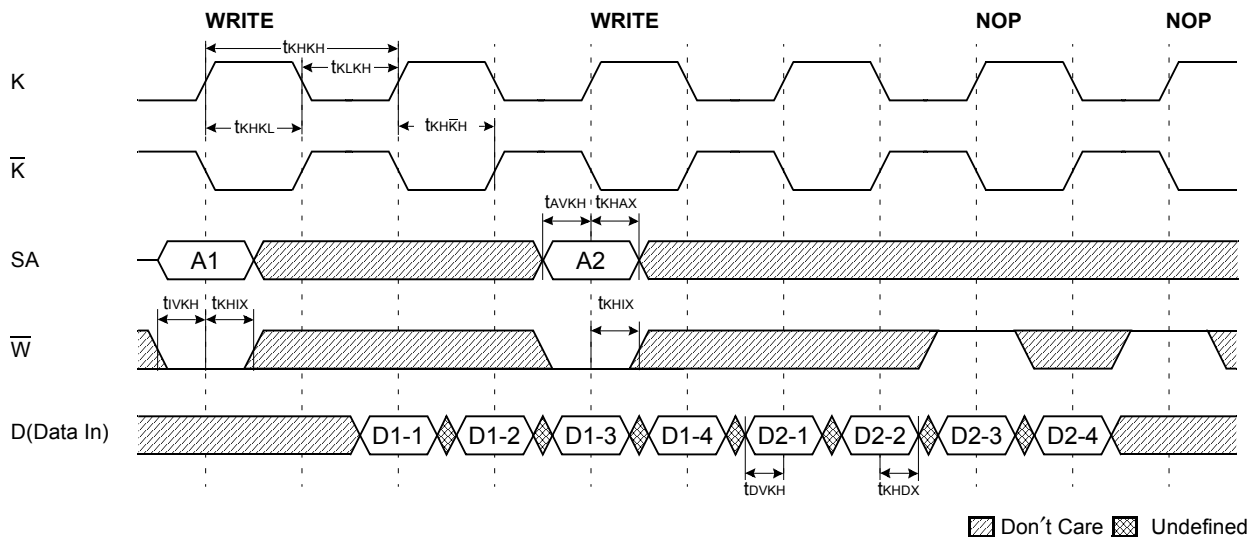 WRITE WRITE NOP NOP
tKHKH
tKLKH
K
tKHKL tKHK̅H
K̅
tAVKH tKHAX
SA A1 A2
tIVKH tKHIX tKHIX
W̅
D(Data In) D1-1 D1-2 D1-3 D1-4 D2-1 D2-2 D2-3 D2-4
tDVKH tKHDX
Don′t Care Undefined